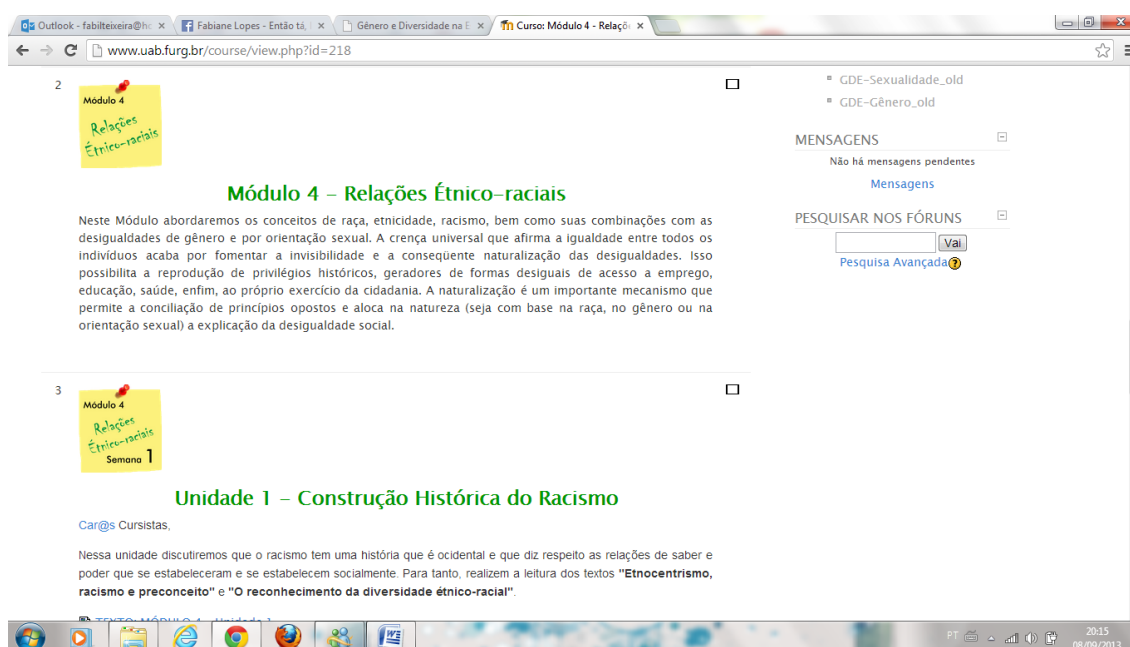 Outlook - fabilteixeira@hc
Fabiane Lopes - Então tá, l
Gênero e Diversidade na E
Curso: Módulo 4 - Relaçõ
www.uab.furg.br/course/view.php?id=218
2
Módulo 4
Relações
Étnico-raciais
Módulo 4 – Relações Étnico-raciais
Neste Módulo abordaremos os conceitos de raça, etnicidade, racismo, bem como suas combinações com as
desigualdades de gênero e por orientação sexual. A crença universal que afirma a igualdade entre todos os
indivíduos acaba por fomentar a invisibilidade e a conseqüente naturalização das desigualdades. Isso
possibilita a reprodução de privilégios históricos, geradores de formas desiguais de acesso a emprego,
educação, saúde, enfim, ao próprio exercício da cidadania. A naturalização é um importante mecanismo que
permite a conciliação de princípios opostos e aloca na natureza (seja com base na raça, no gênero ou na
orientação sexual) a explicação da desigualdade social.
3
Módulo 4
Relações
Étnico-raciais
Semana 1
Unidade 1 – Construção Histórica do Racismo
Car@s Cursistas,
Nessa unidade discutiremos que o racismo tem uma história que é ocidental e que diz respeito as relações de saber e
poder que se estabeleceram e se estabelecem socialmente. Para tanto, realizem a leitura dos textos "Etnocentrismo,
racismo e preconceito" e "O reconhecimento da diversidade étnico-racial".
TEXTO: MÓDULO 4 - Unidade 1
GDE-Sexualidade_old
GDE-Gênero_old
MENSAGENS
Não há mensagens pendentes
Mensagens
PESQUISAR NOS FÓRUNS
Vai
Pesquisa Avançada
PT
20:15
08/09/2013